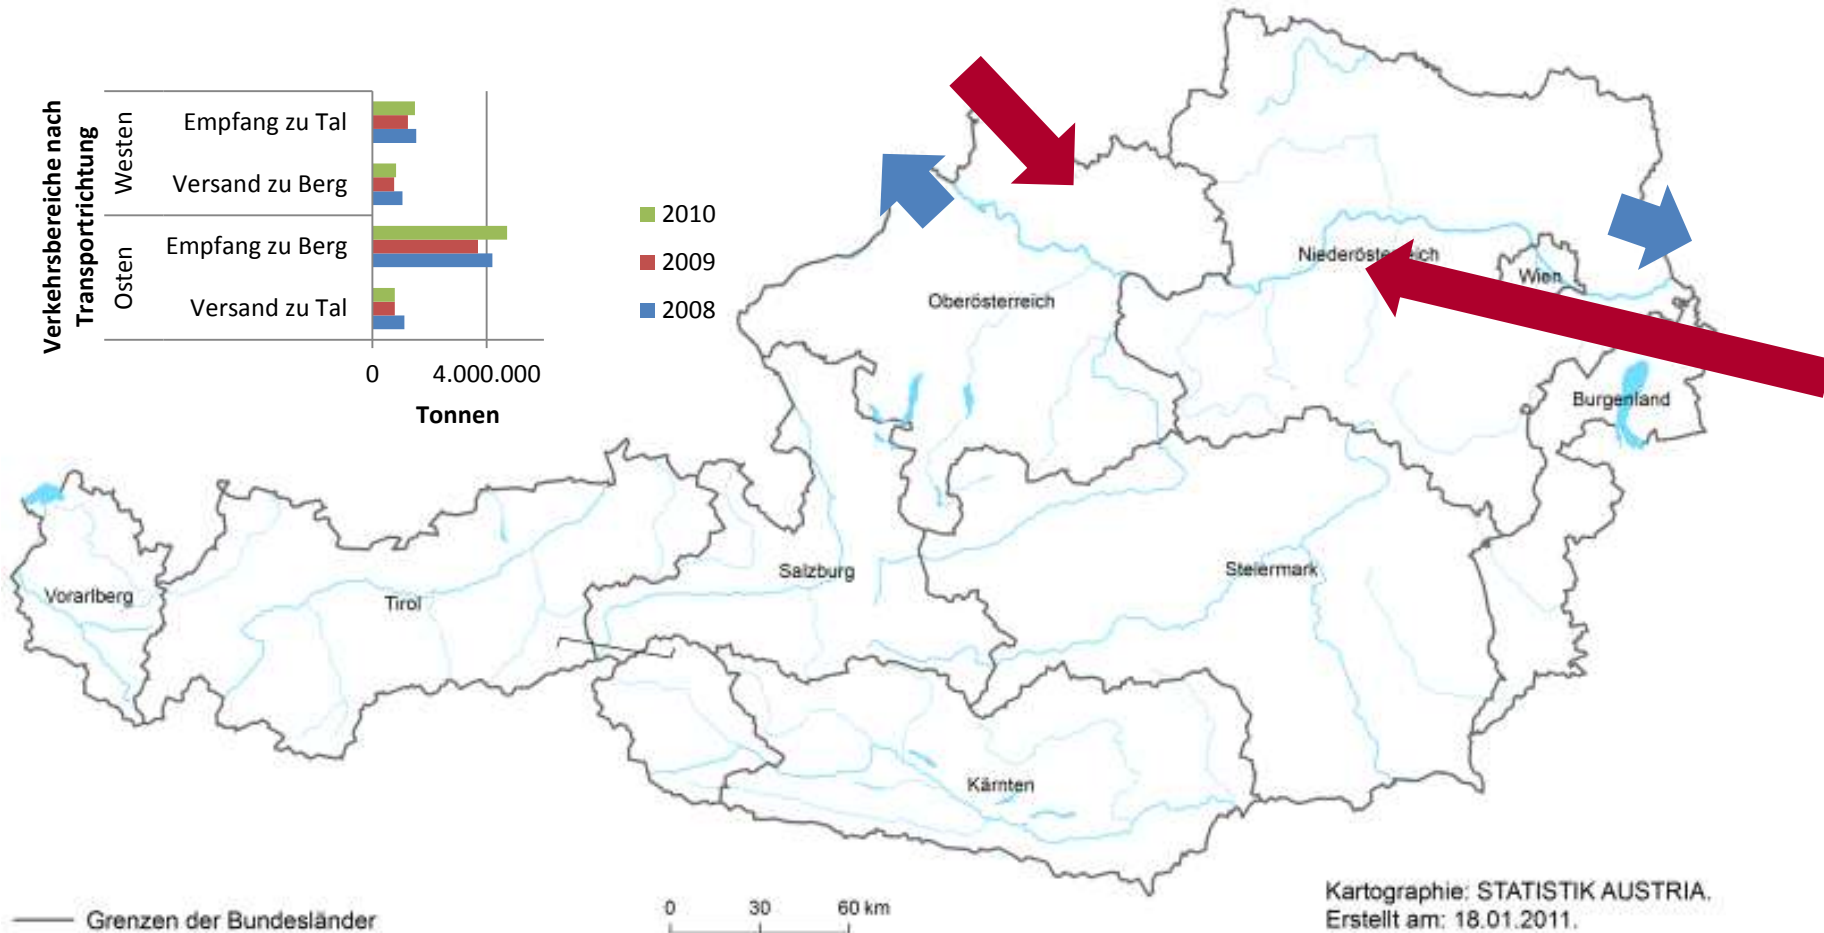 Verkehrsbereiche nach
Transportrichtung
Westen
Osten
Empfang zu Tal
Versand zu Berg
Empfang zu Berg
Versand zu Tal
0 4.000.000
Tonnen
2010
2009
2008
Niederösterreich
Wien
Oberösterreich
Burgenland
Salzburg
Steiermark
Vorarlberg
Tirol
Kärnten
Grenzen der Bundesländer
0 30 60 km
Kartographie: STATISTIK AUSTRIA.
Erstellt am: 18.01.2011.